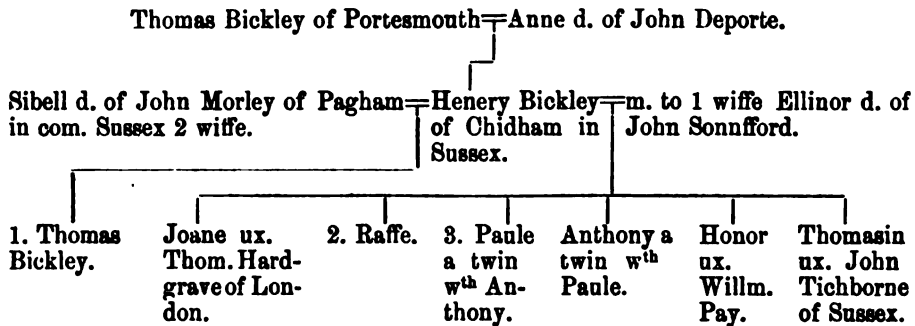 Thomas Bickley of Portesmouth Anne d. of John Deporte.
Sibell d. of John Morley of Pagham
in com. Sussex 2 wiffe.
Henery Bickley
of Chidham in
Sussex.
m. to 1 wiffe Ellinor d. of
John Sonnfford.
1. Thomas
Bickley.
Joane ux.
Thom. Hard-
grave of Lon-
don.
2. Raffe.
3. Paule
a twin
wth An-
thony.
Anthony a
twin wth
Paule.
Honor
ux.
Willm.
Pay.
Thomasin
ux. John
Tichborne
of Sussex.